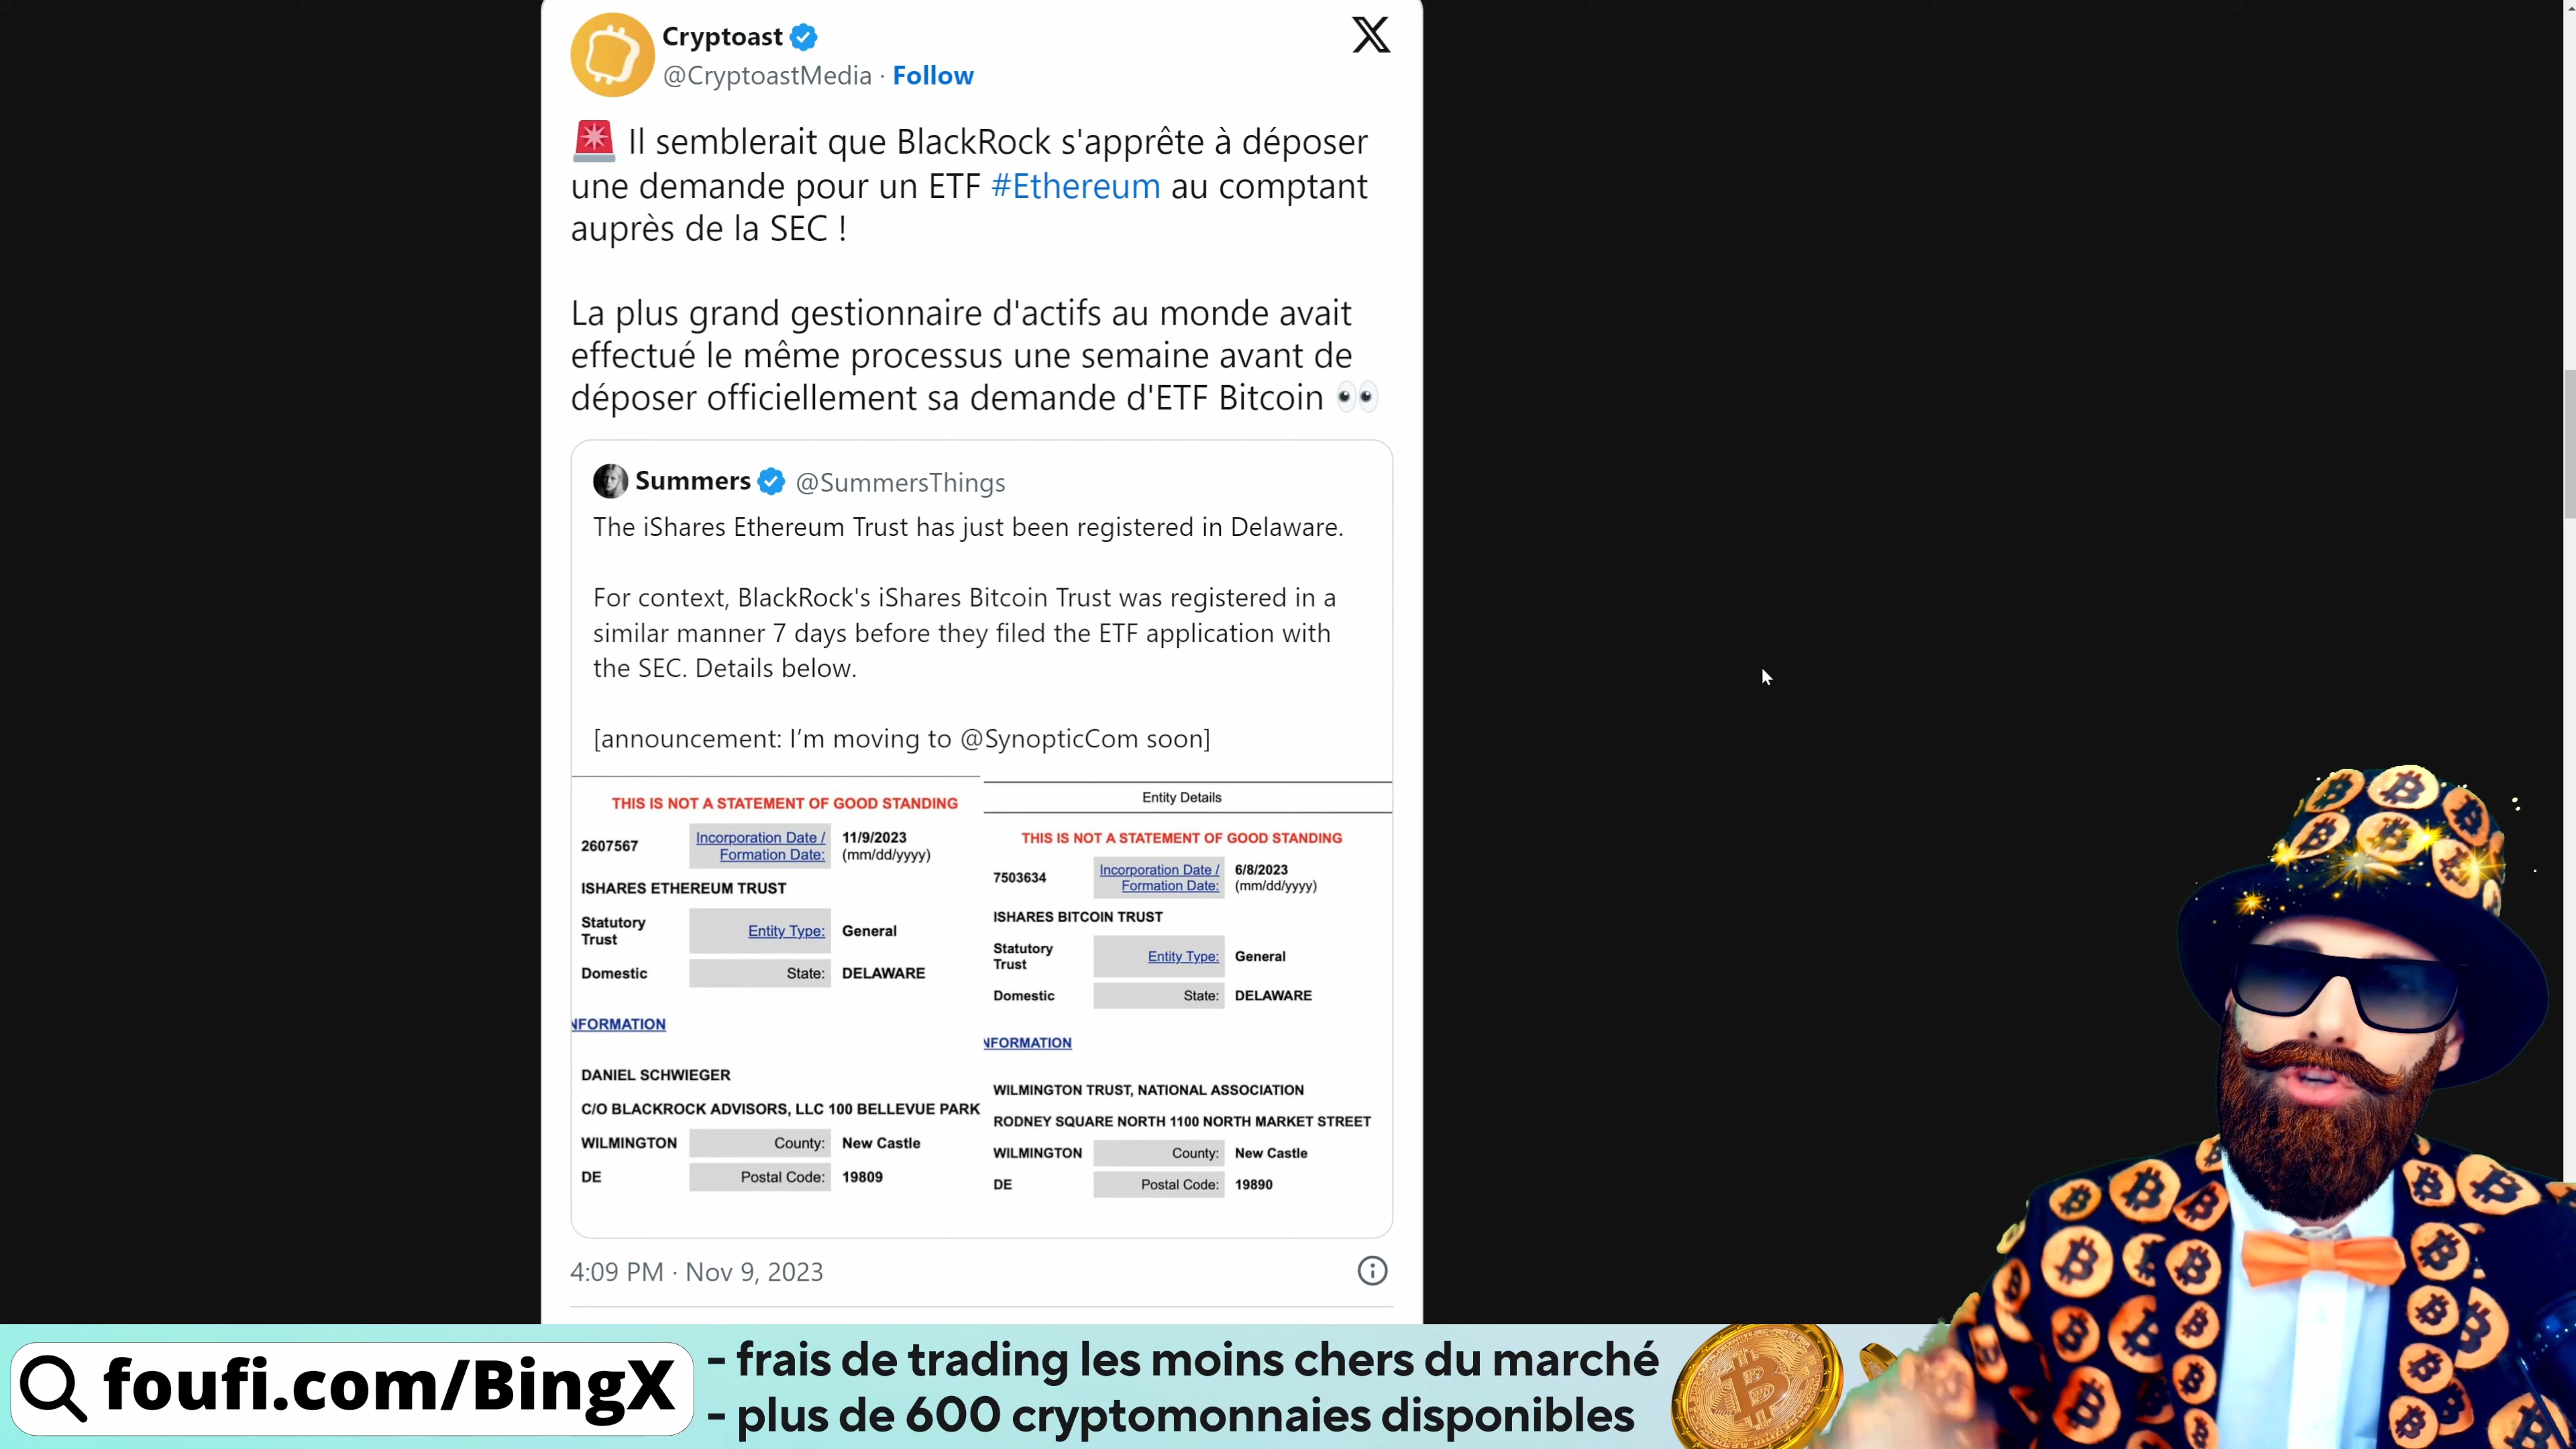 Cryptoast
@CryptoastMedia · Follow
Il semblerait que BlackRock s'apprête à déposer
une demande pour un ETF #Ethereum au comptant
auprès de la SEC !
La plus grand gestionnaire d'actifs au monde avait
effectué le même processus une semaine avant de
déposer officiellement sa demande d'ETF Bitcoin
Summers @SummersThings
The iShares Ethereum Trust has just been registered in Delaware.
For context, BlackRock's iShares Bitcoin Trust was registered in a
similar manner 7 days before they filed the ETF application with
the SEC. Details below.
[announcement: I’m moving to @SynopticCom soon]
THIS IS NOT A STATEMENT OF GOOD STANDING
2607567 Incorporation Date / Formation Date: 11/9/2023 (mm/dd/yyyy)
ISHARES ETHEREUM TRUST
Statutory Trust Entity Type: General
Domestic State: DELAWARE
NFORMATION
DANIEL SCHWIEGER
C/O BLACKROCK ADVISORS, LLC 100 BELLEVUE PARK
WILMINGTON County: New Castle
DE Postal Code: 19809
Entity Details
THIS IS NOT A STATEMENT OF GOOD STANDING
7503634 Incorporation Date / Formation Date: 6/8/2023 (mm/dd/yyyy)
ISHARES BITCOIN TRUST
Statutory Trust Entity Type: General
Domestic State: DELAWARE
NFORMATION
WILMINGTON TRUST, NATIONAL ASSOCIATION
RODNEY SQUARE NORTH 1100 NORTH MARKET STREET
WILMINGTON County: New Castle
DE Postal Code: 19890
4:09 PM · Nov 9, 2023
foufi.com/BingX
- frais de trading les moins chers du marché
- plus de 600 cryptomonnaies disponibles